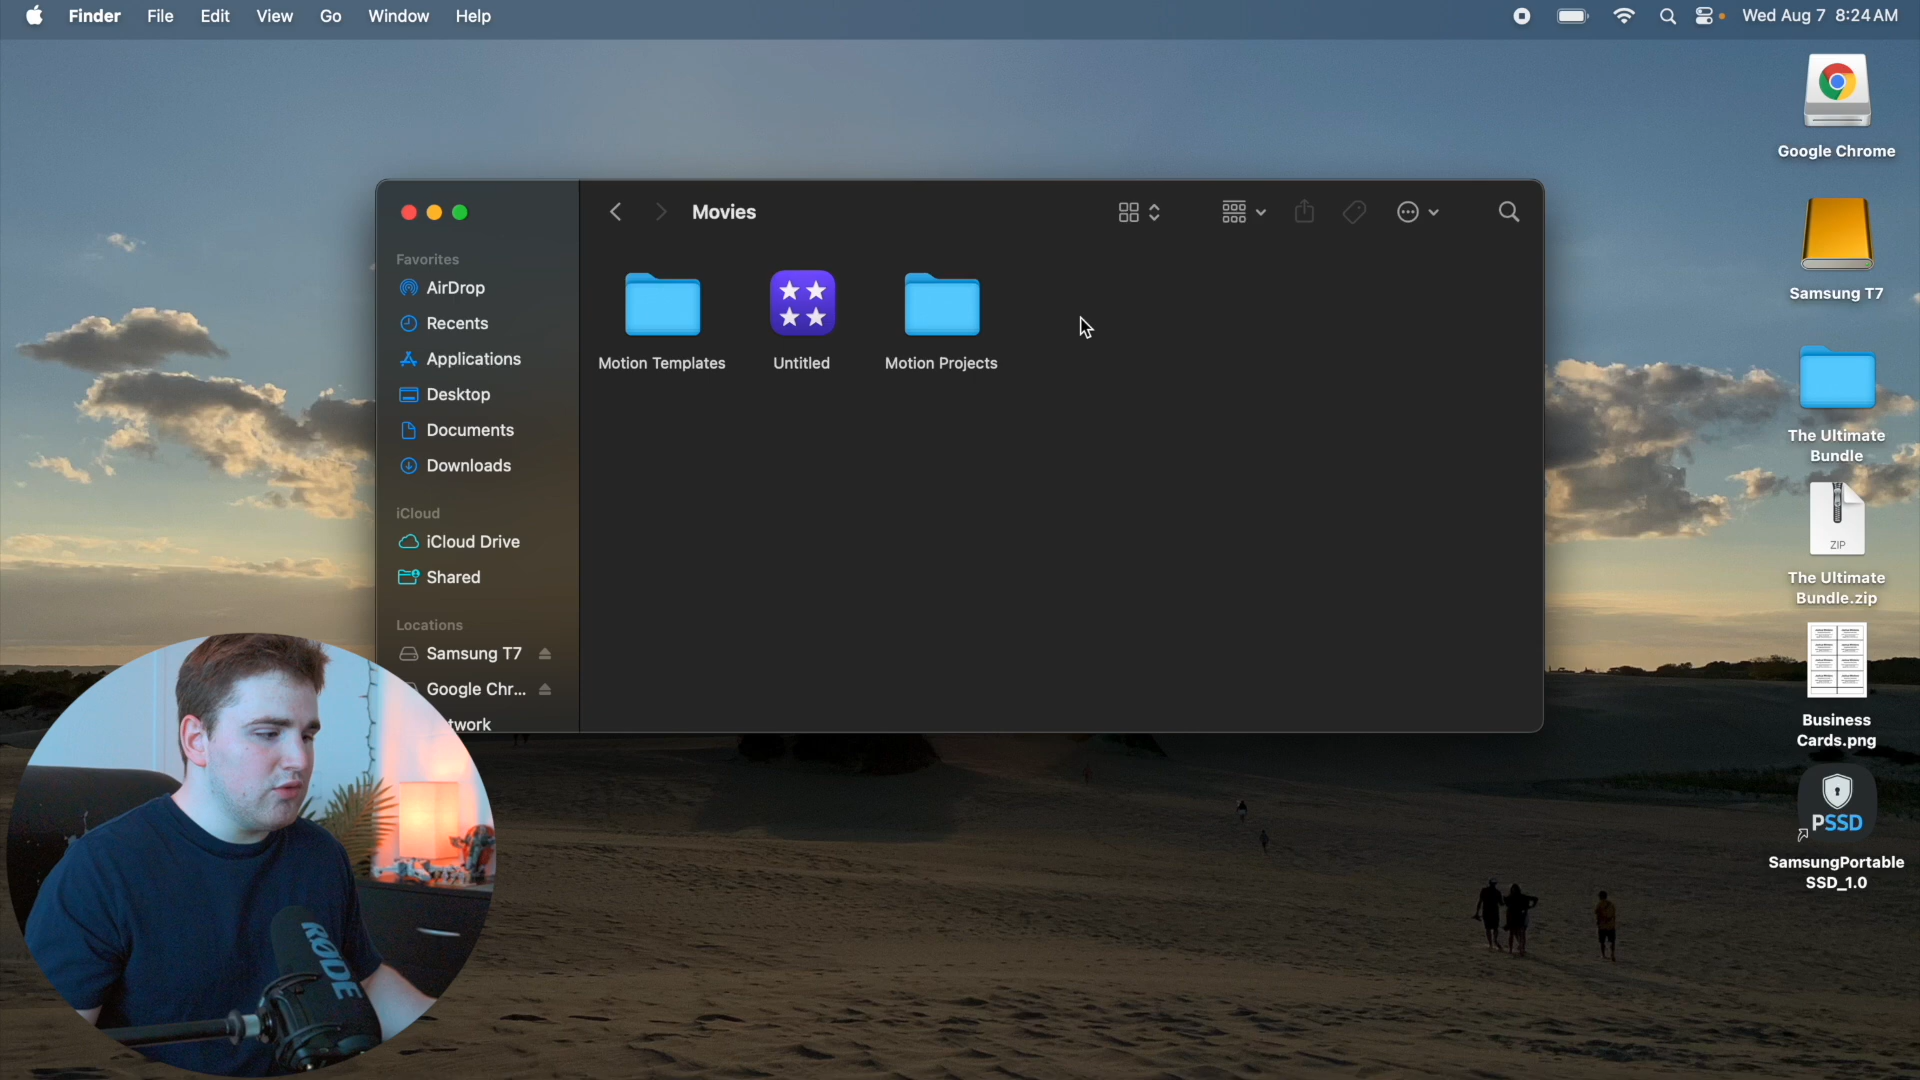 Finder File Edit View Go Window Help
Wed Aug 7 8:24 AM
Google Chrome
Samsung T7
The Ultimate
Bundle
ZIP
The Ultimate
Bundle.zip
Business
Cards.png
PSSD
SamsungPortable
SSD_1.0
Movies
Favorites
AirDrop
Recents
Applications
Desktop
Documents
Downloads
iCloud
iCloud Drive
Shared
Locations
Samsung T7
Google Chr...
twork
Motion Templates
Untitled
Motion Projects
RØDE